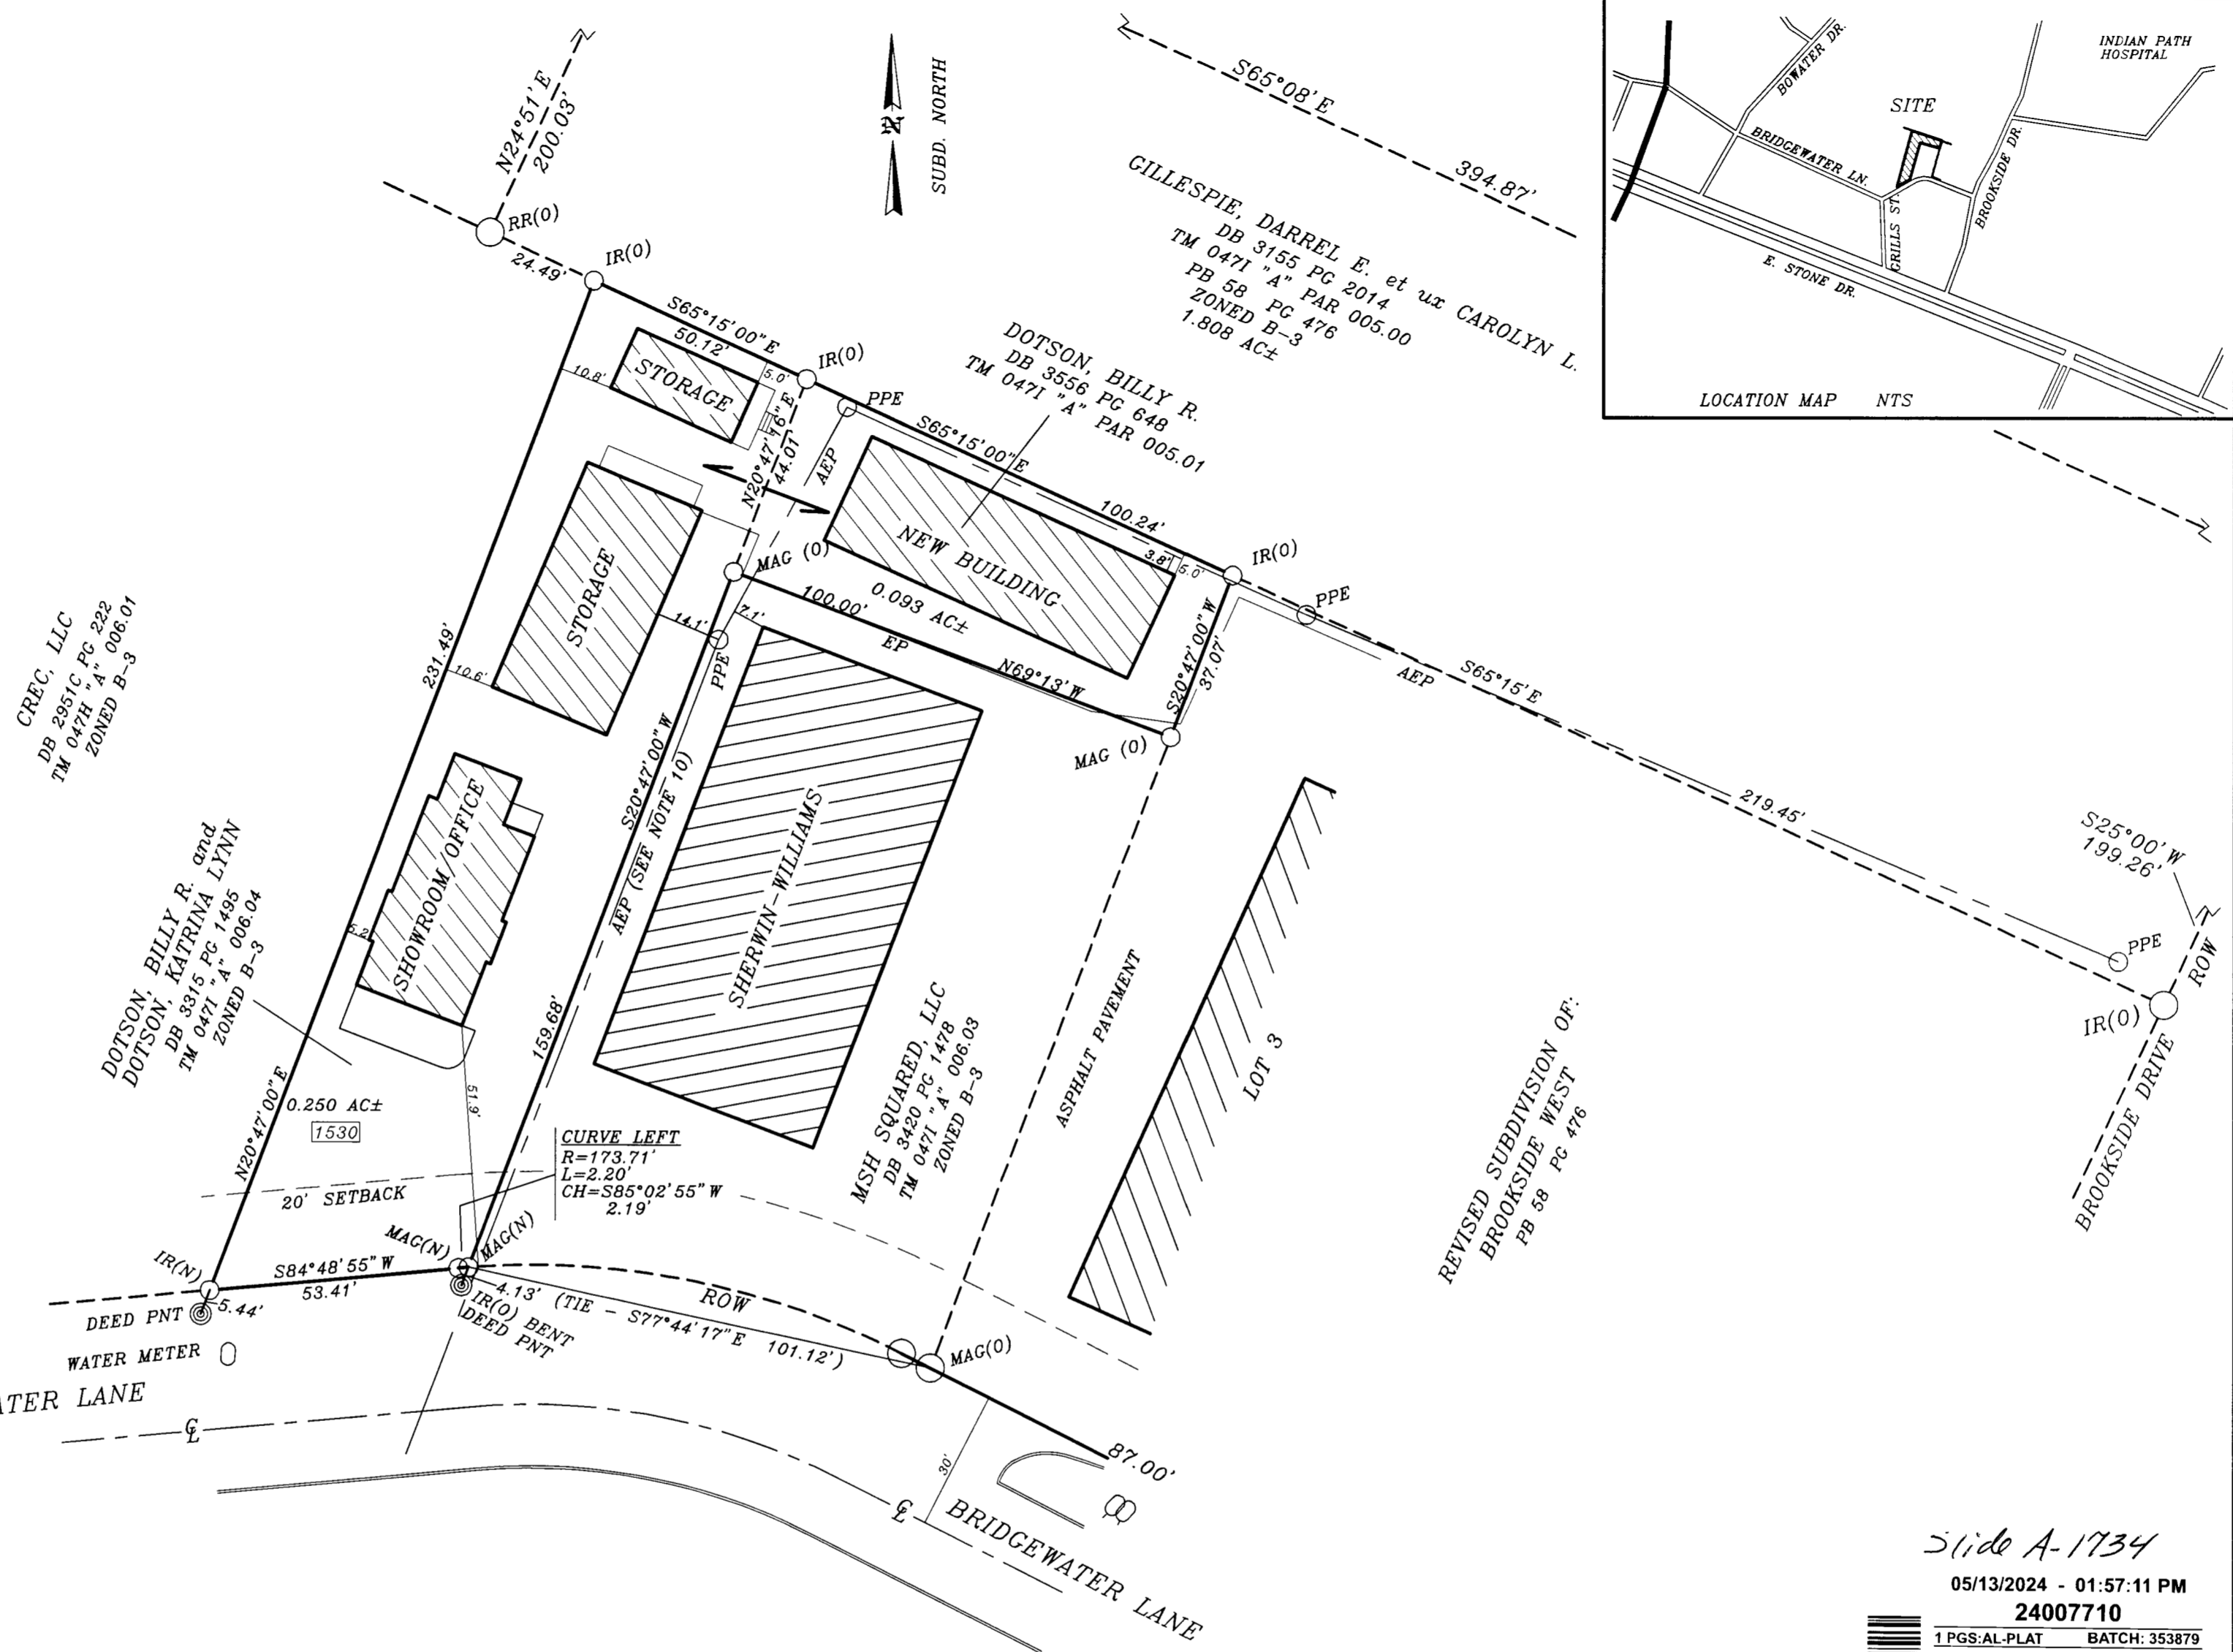 N24°51'E
200.03'
RR(0)
24.49'
IR(0)
SUBD. NORTH
N
S65°08'E
394.87'
GILLESPIE, DARREL E. et ux CAROLYN L.
DB 3155 PG 2014
TM 047I "A" PAR 005.00
PB 58 PG 476
ZONED B-3
1.808 AC±
INDIAN PATH
HOSPITAL
BOWATER DR.
SITE
BRIDGEWATER LN.
GRILLS ST.
BROOKSIDE DR.
E. STONE DR.
LOCATION MAP NTS
S65°15'00"E
50.12'
5.0'
IR(0)
10.8'
STORAGE
N20°47'16"E
44.01'
PPE
AEP
S65°15'00"E
100.24'
DOTSON, BILLY R.
DB 3556 PG 648
TM 047I "A" PAR 005.01
NEW BUILDING
3.8'
5.0'
IR(0)
0.093 AC±
MAG (0)
100.00'
EP
N69°13'W
S20°47'00"W
37.07'
PPE
AEP
S65°15'E
219.45'
MAG (0)
S25°00'W
199.26'
PPE
ROW
IR(0)
BROOKSIDE DRIVE
CREC, LLC
DB 2951C PG 222
TM 047H "A" 006.01
ZONED B-3
231.49'
N20°47'00"E
STORAGE
10.6'
14.1'
7.1'
PPE
S20°47'00"W
159.68'
AEP (SEE NOTE 10)
SHERWIN-WILLIAMS
SHOWROOM/OFFICE
5.2'
51.9'
DOTSON, BILLY R. and
DOTSON, KATRINA LYNN
DB 3315 PG 1495
TM 047I "A" 006.04
ZONED B-3
0.250 AC±
1530
20' SETBACK
CURVE LEFT
R=173.71'
L=2.20'
CH=S85°02'55"W
2.19'
MSH SQUARED, LLC
DB 3420 PG 1478
TM 047I "A" 006.03
ZONED B-3
ASPHALT PAVEMENT
LOT 3
REVISED SUBDIVISION OF:
BROOKSIDE WEST
PB 58 PG 476
MAG(N)
MAG(N)
IR(N)
S84°48'55"W
53.41'
DEED PNT
5.44'
4.13'
IR(0) BENT
DEED PNT
(TIE - S77°44'17"E 101.12')
ROW
MAG(0)
WATER METER
ATER LANE
CL
CL
30'
87.00'
BRIDGEWATER LANE
Slide A-1734
05/13/2024 - 01:57:11 PM
24007710
1 PGS:AL-PLAT BATCH: 353879